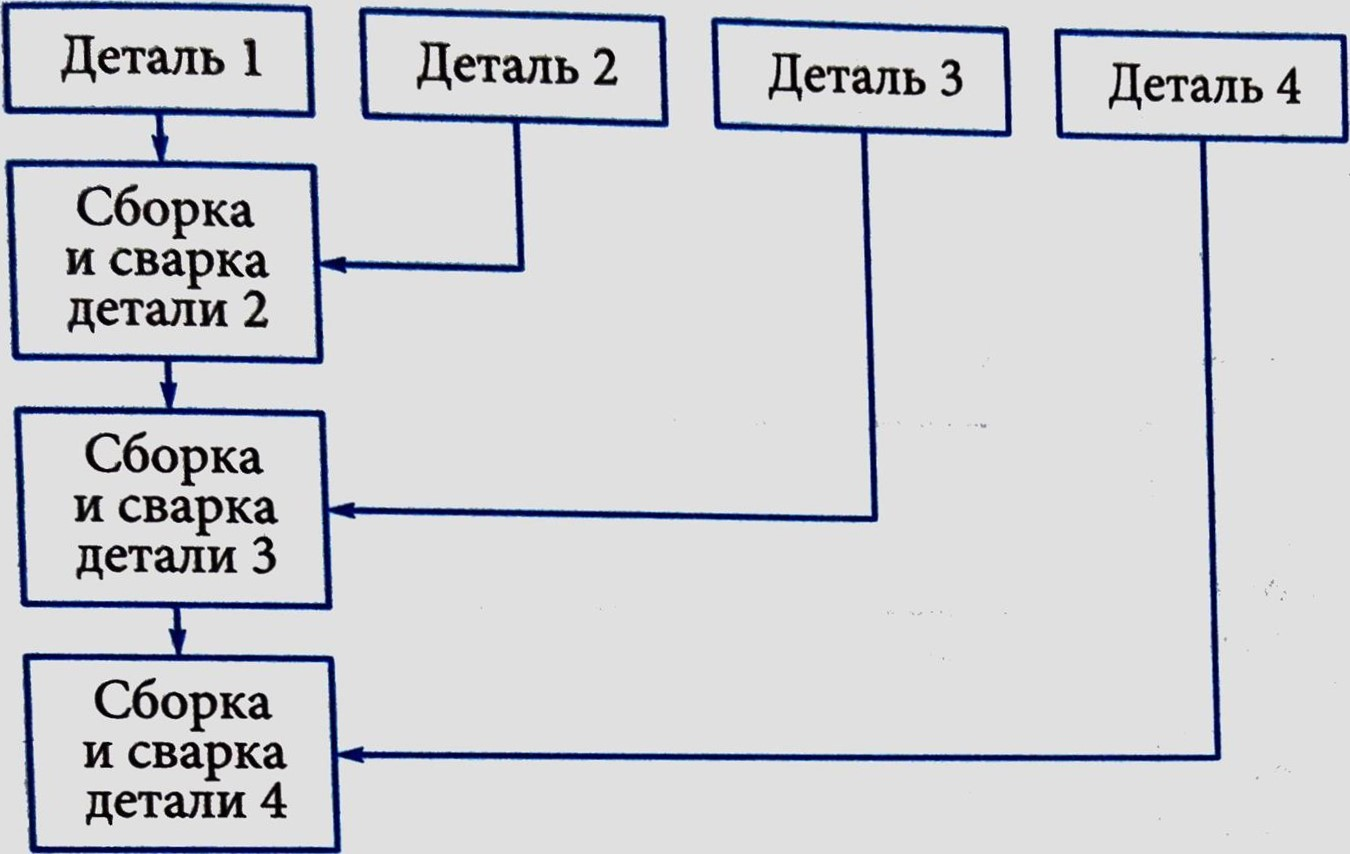 Деталь 1
Деталь 2
Деталь 3
Деталь 4
Сборка
и сварка
детали 2
Сборка
и сварка
детали 3
Сборка
и сварка
детали 4